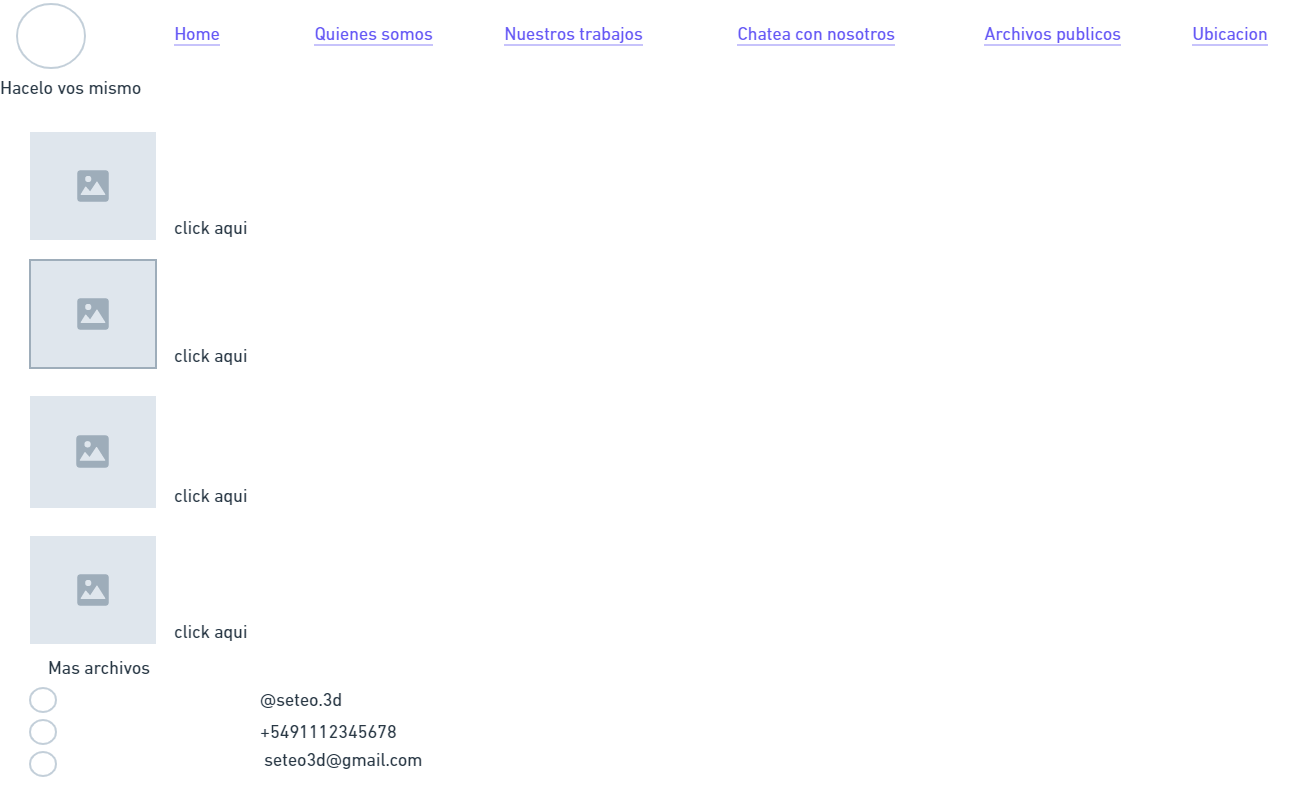 Home Quienes somos Nuestros trabajos Chatea con nosotros Archivos publicos Ubicacion
Hacelo vos mismo
click aqui
click aqui
click aqui
click aqui
Mas archivos
@seteo.3d
+5491112345678
seteo3d@gmail.com